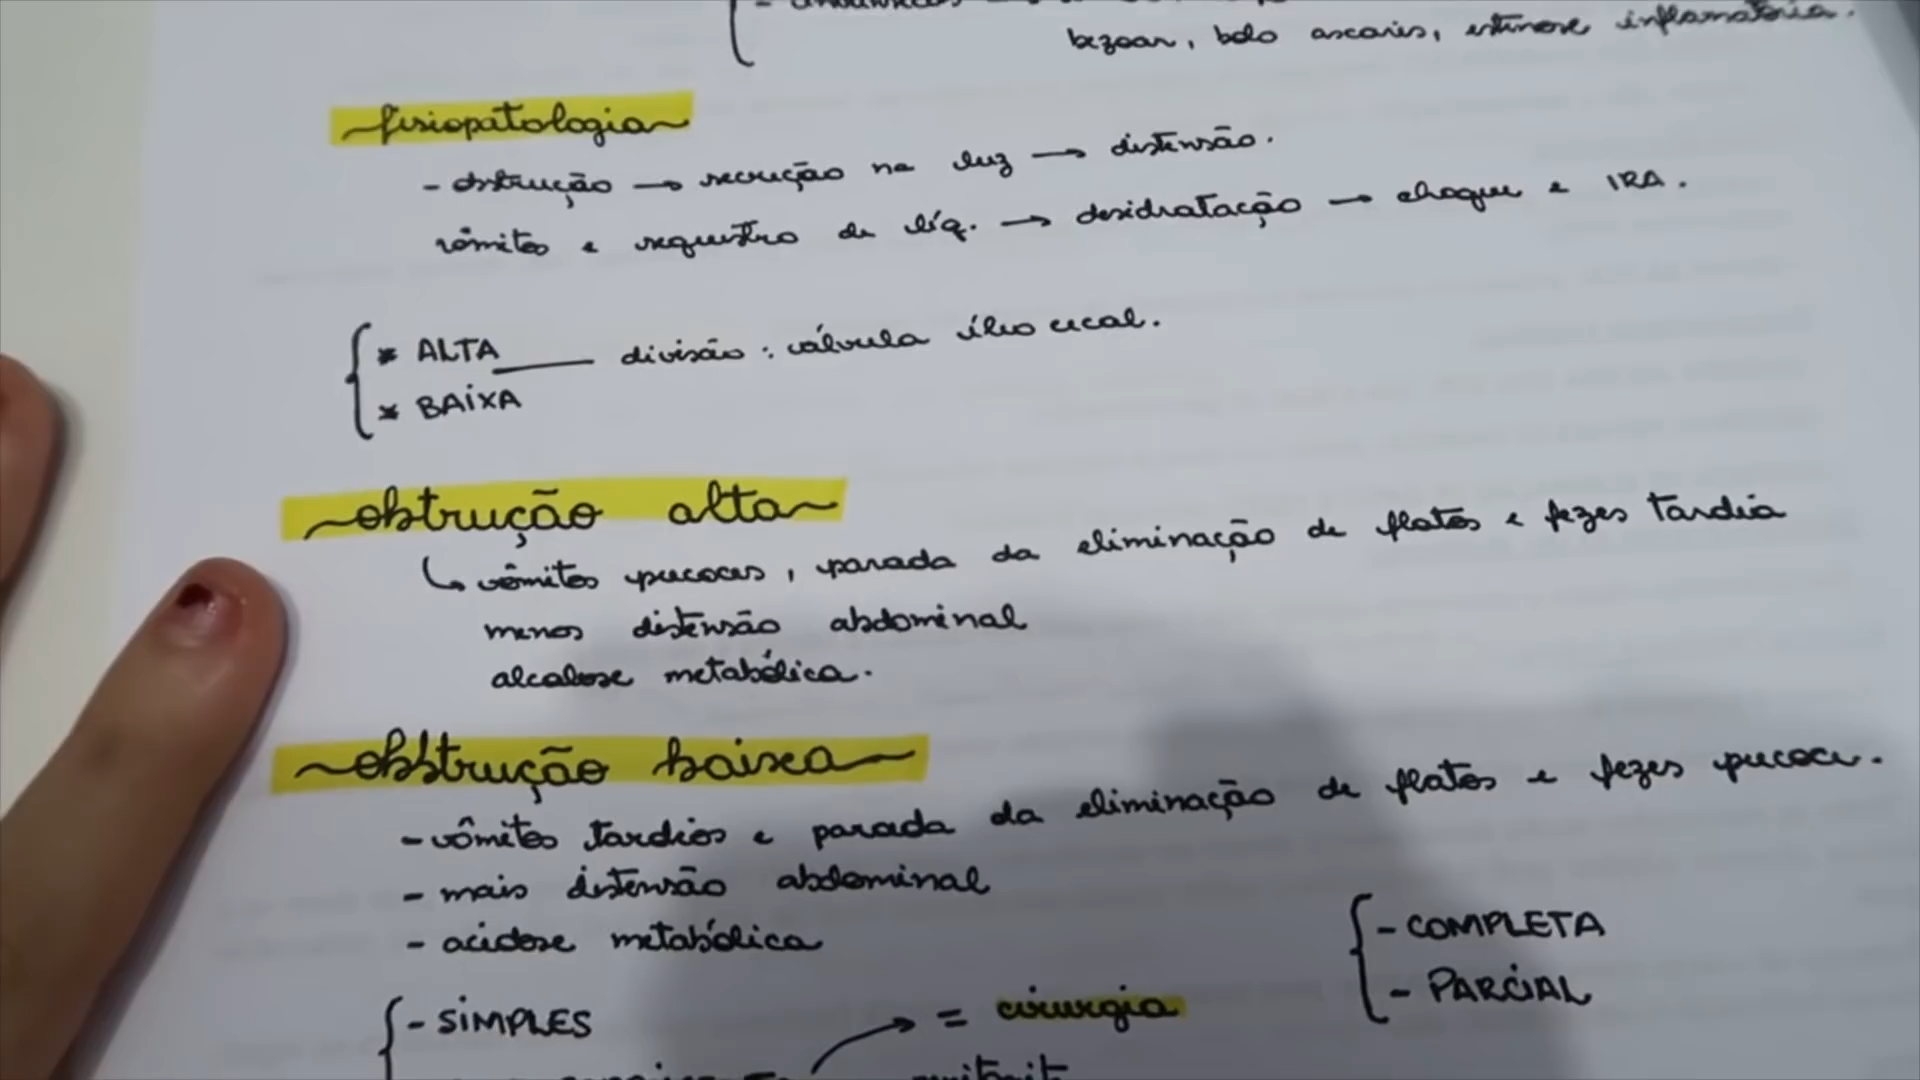 bezoar, bolo ascaris, estenose inflamatória.
fisiopatologia
- obstrução → secreção na luz → distensão.
vômitos e sequestro de líq. → desidratação → choque e IRA.
* ALTA divisão : válvula íleo cecal.
* BAIXA
obtrução alta
↳ vômitos precoces, parada da eliminação de flatos e fezes tardia
menos distensão abdominal
alcalose metabólica.
obstrução baixa
- vômitos tardios e parada da eliminação de flatos e fezes precoce.
- mais distensão abdominal
- acidose metabólica
- COMPLETA
- PARCIAL
- SIMPLES
→ = cirurgia